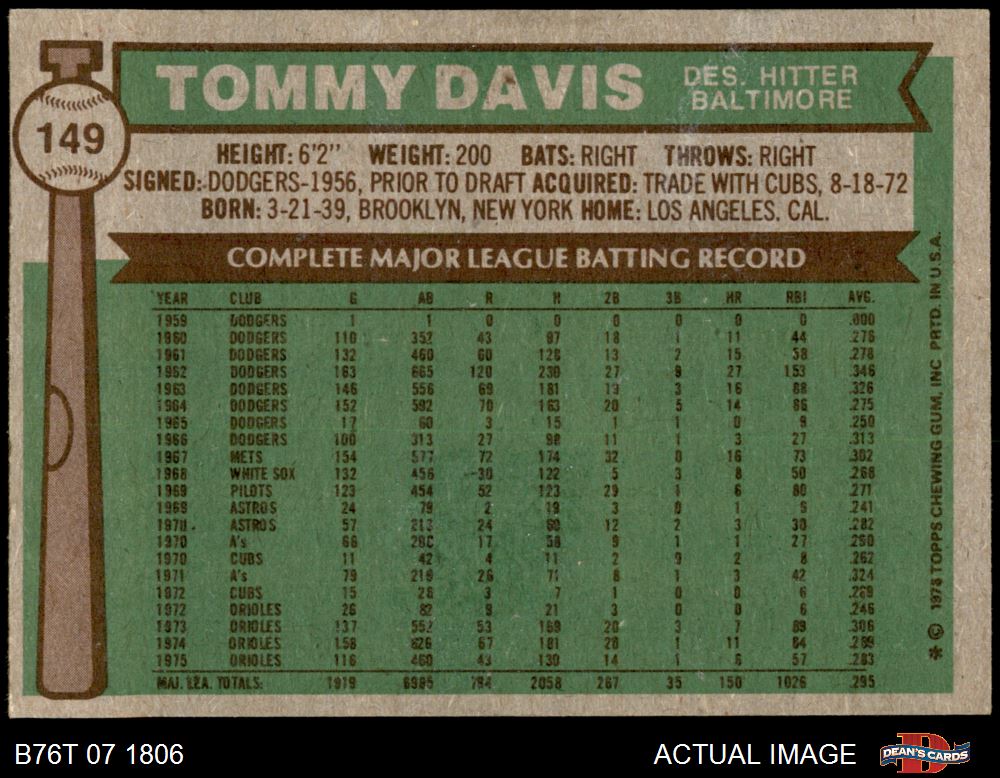 149
TOMMY DAVIS DES. HITTER
BALTIMORE
HEIGHT: 6'2" WEIGHT: 200 BATS: RIGHT THROWS: RIGHT
SIGNED: DODGERS-1956, PRIOR TO DRAFT ACQUIRED: TRADE WITH CUBS, 8-18-72
BORN: 3-21-39, BROOKLYN, NEW YORK HOME: LOS ANGELES. CAL.
COMPLETE MAJOR LEAGUE BATTING RECORD
YEAR CLUB G AB R H 2B 3B HR RBI AVG.
1959 DODGERS 1 1 0 0 0 0 0 0 .000
1960 DODGERS 110 352 43 97 18 1 11 44 .276
1961 DODGERS 132 460 60 128 13 2 15 58 .278
1962 DODGERS 163 665 120 230 27 9 27 153 .346
1963 DODGERS 146 556 69 181 13 3 16 88 .326
1964 DODGERS 152 592 70 163 20 5 14 86 .275
1965 DODGERS 17 60 3 15 1 1 0 9 .250
1966 DODGERS 100 313 27 98 11 1 3 27 .313
1967 METS 154 577 72 174 32 0 16 73 .302
1968 WHITE SOX 132 456 30 122 5 3 8 50 .268
1969 PILOTS 123 454 52 123 29 1 6 80 .271
1969 ASTROS 24 79 2 19 3 0 1 9 .241
1970 ASTROS 57 213 24 60 12 2 3 30 .282
1970 A's 66 200 17 58 9 1 1 27 .290
1970 CUBS 11 42 4 11 2 2 8 .262
1971 A's 79 219 26 71 8 1 3 42 .324
1972 CUBS 15 26 3 7 1 0 0 6 .269
1972 ORIOLES 26 82 9 21 3 0 0 6 .246
1973 ORIOLES 137 552 53 169 20 3 7 89 .306
1974 ORIOLES 158 626 67 181 20 1 11 84 .289
1975 ORIOLES 116 460 43 130 14 1 6 57 .283
MAJ. LEA. TOTALS: 1919 6985 794 2058 267 35 150 1026 .295
* © 1976 TOPPS CHEWING GUM, INC PRTD. IN U.S.A.
B76T 07 1806 ACTUAL IMAGE DEAN'S CARDS